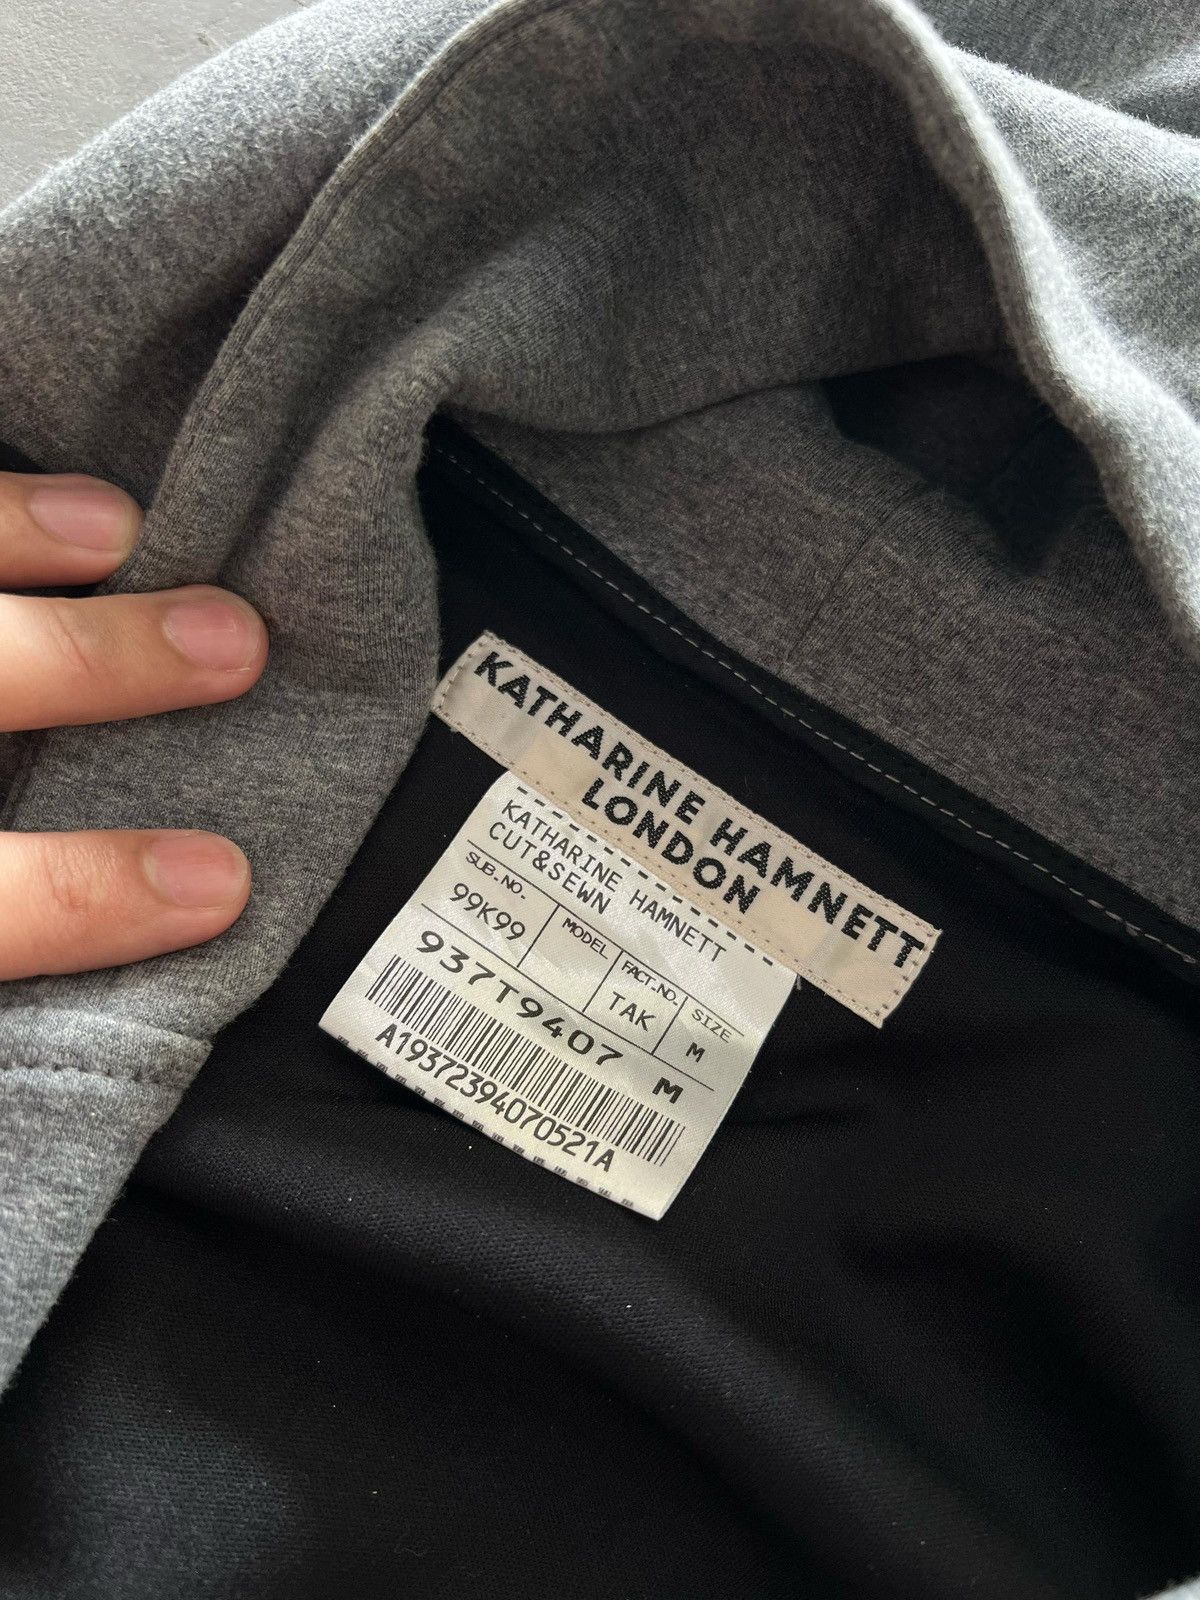 KATHARINE HAMNETT
LONDON
KATHARINE HAMNETT
CUT&SEWN
SUB.NO. MODEL FACT.NO. SIZE
99K99 TAK M
937T9407 M
A19372394070521A